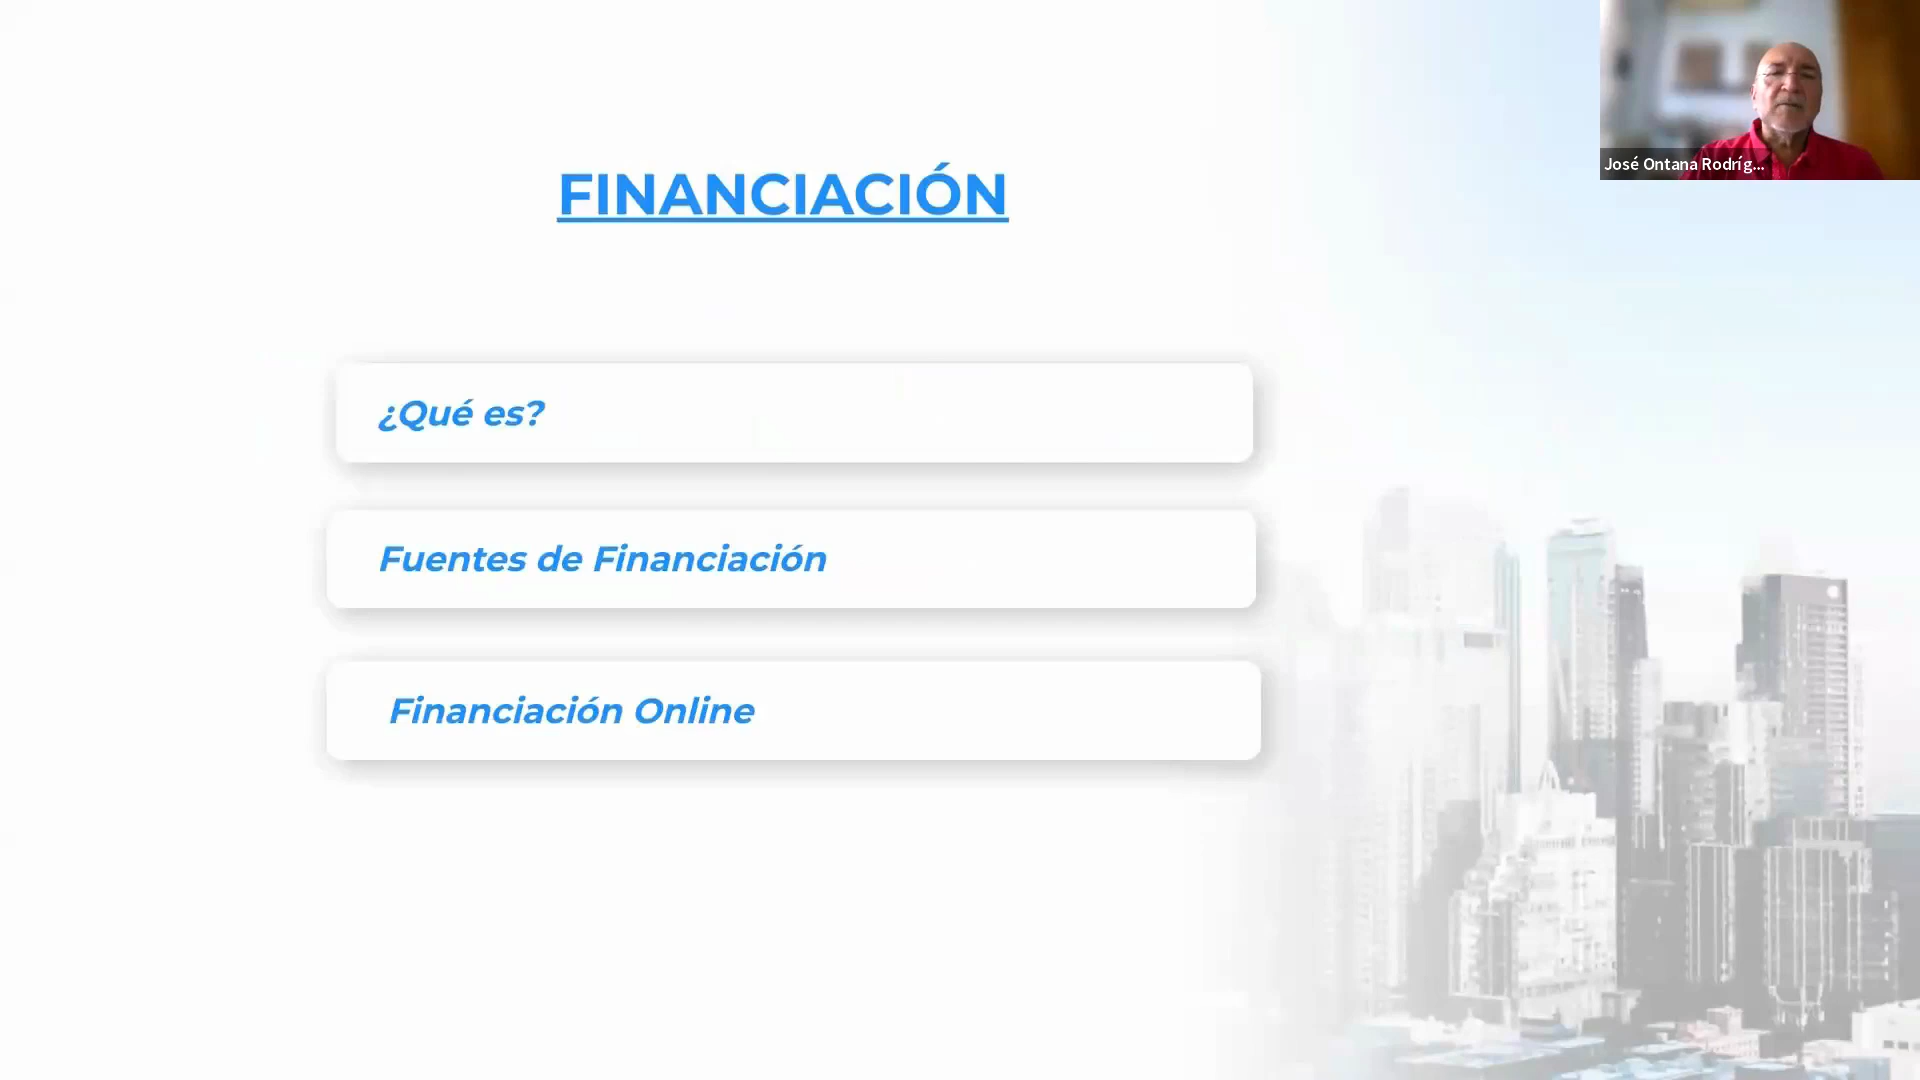 FINANCIACIÓN
¿Qué es?
Fuentes de Financiación
Financiación Online
José Ontana Rodríg...